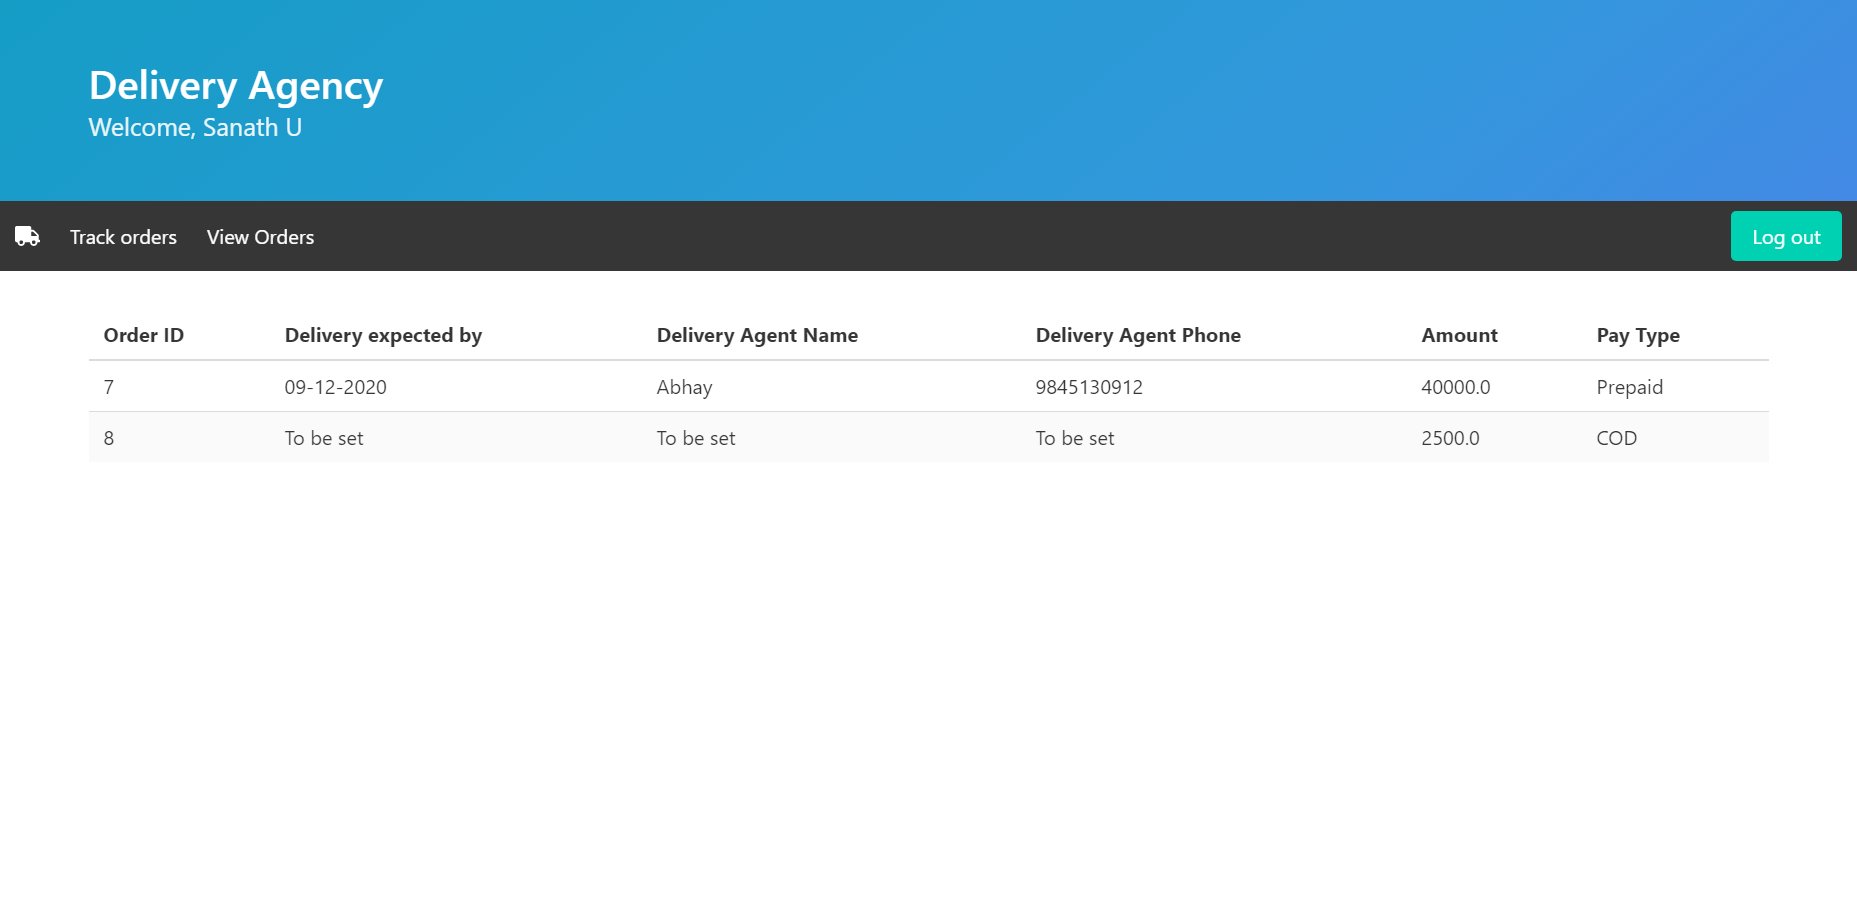 Delivery Agency
Welcome, Sanath U
Track orders View Orders Log out
Order ID Delivery expected by Delivery Agent Name Delivery Agent Phone Amount Pay Type
7 09-12-2020 Abhay 9845130912 40000.0 Prepaid
8 To be set To be set To be set 2500.0 COD